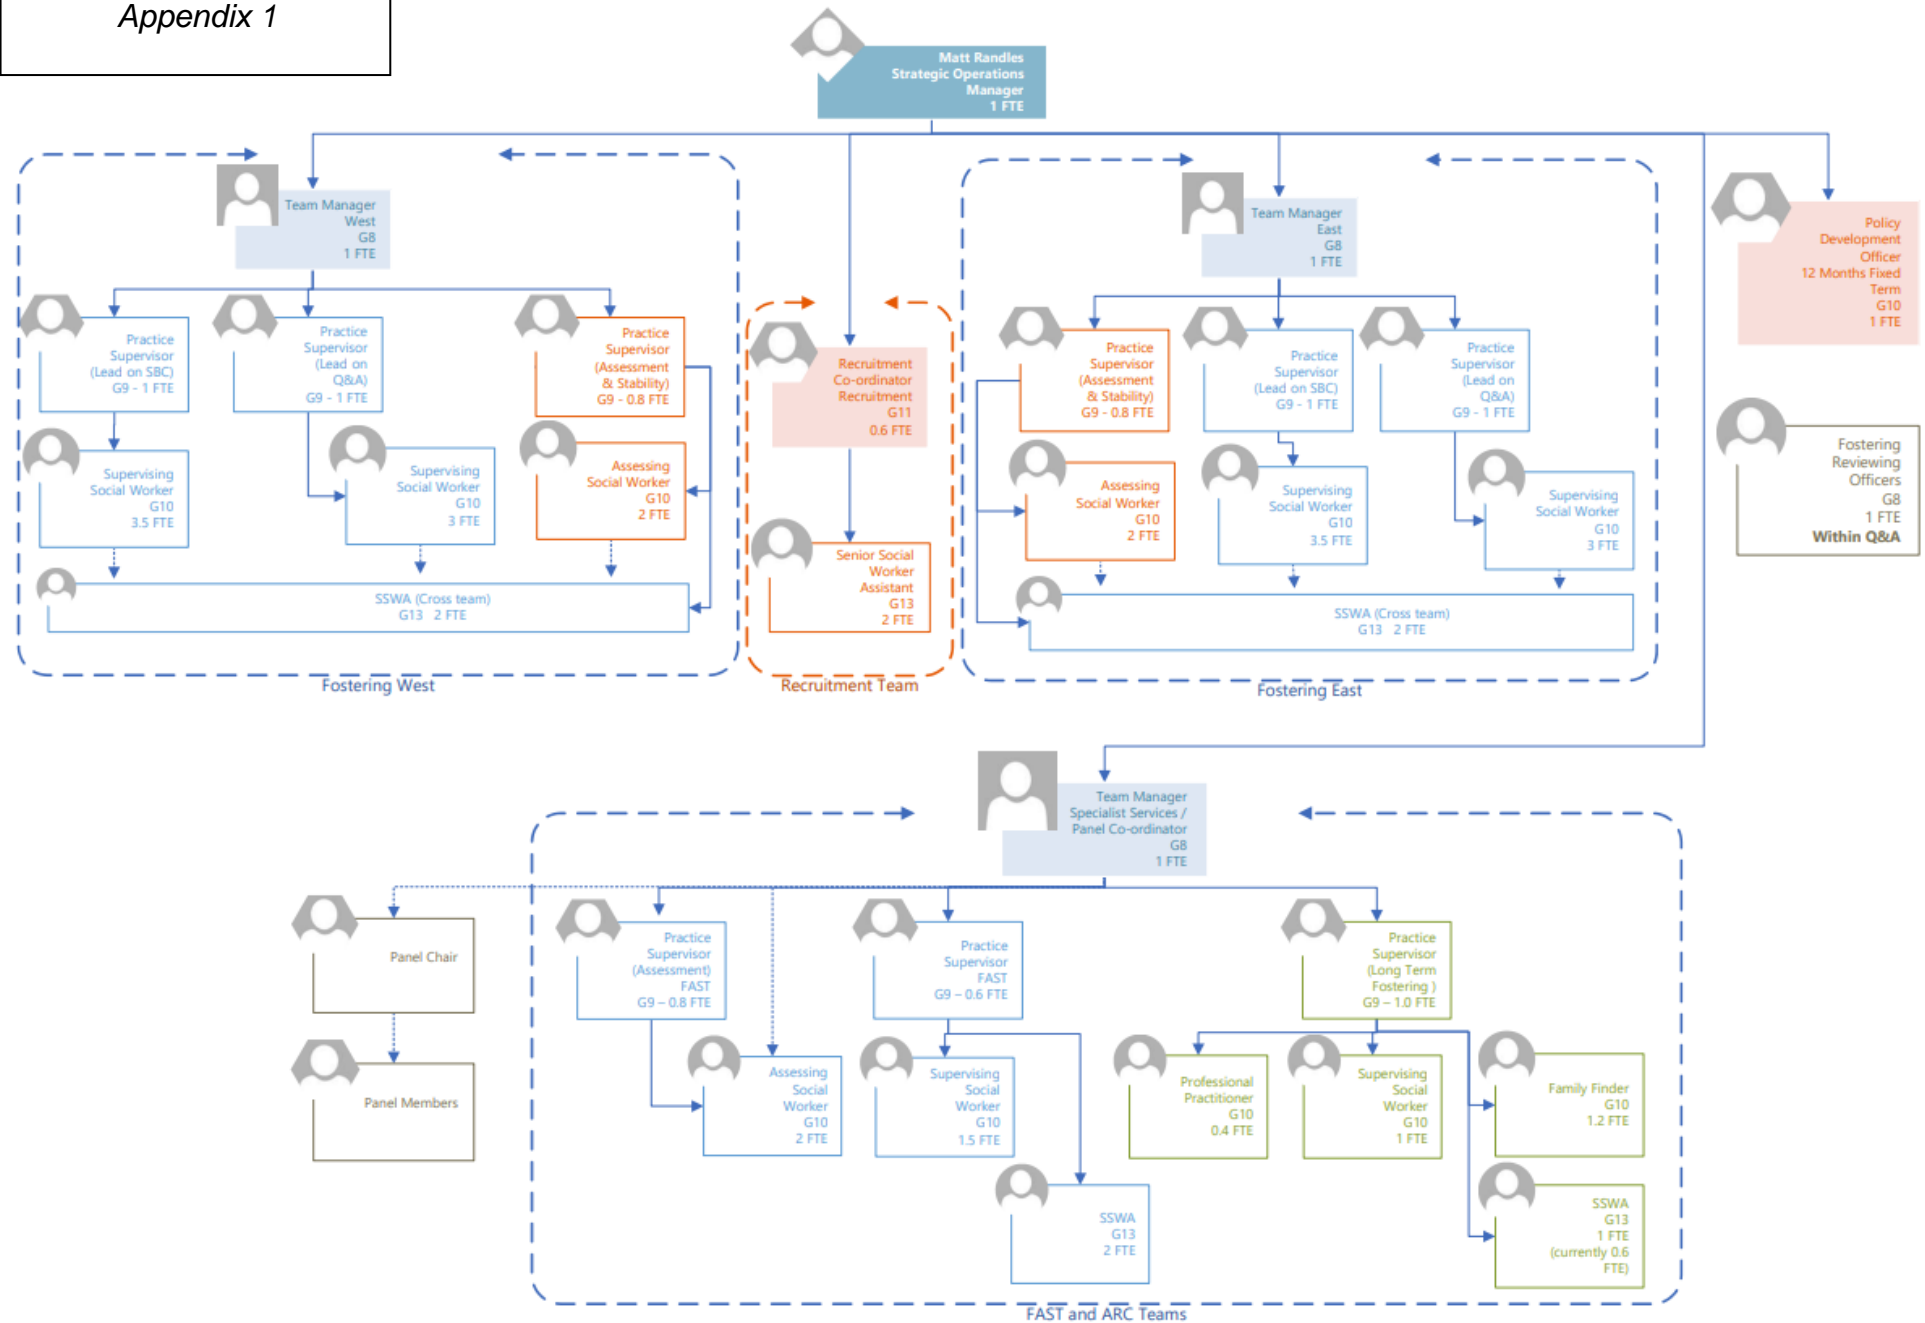 Appendix 1
Matt Randles
Strategic Operations
Manager
1 FTE
Team Manager
West
G8
1 FTE
Practice
Supervisor
(Lead on SBC)
G9 - 1 FTE
Practice
Supervisor
(Lead on
Q&A)
G9 - 1 FTE
Practice
Supervisor
(Assessment
& Stability)
G9 - 0.8 FTE
Supervising
Social Worker
G10
3.5 FTE
Supervising
Social Worker
G10
3 FTE
Assessing
Social Worker
G10
2 FTE
SSWA (Cross team)
G13 2 FTE
Fostering West
Recruitment
Co-ordinator
Recruitment
G11
0.6 FTE
Senior Social
Worker
Assistant
G13
2 FTE
Recruitment Team
Team Manager
East
G8
1 FTE
Practice
Supervisor
(Assessment
& Stability)
G9 - 0.8 FTE
Practice
Supervisor
(Lead on SBC)
G9 - 1 FTE
Practice
Supervisor
(Lead on
Q&A)
G9 - 1 FTE
Assessing
Social Worker
G10
2 FTE
Supervising
Social Worker
G10
3.5 FTE
Supervising
Social Worker
G10
3 FTE
SSWA (Cross team)
G13 2 FTE
Fostering East
Policy
Development
Officer
12 Months Fixed
Term
G10
1 FTE
Fostering
Reviewing
Officers
G8
1 FTE
Within Q&A
Team Manager
Specialist Services /
Panel Co-ordinator
G8
1 FTE
Panel Chair
Panel Members
Practice
Supervisor
(Assessment)
FAST
G9 – 0.8 FTE
Practice
Supervisor
FAST
G9 – 0.6 FTE
Practice
Supervisor
(Long Term
Fostering )
G9 – 1.0 FTE
Assessing
Social
Worker
G10
2 FTE
Supervising
Social
Worker
G10
1.5 FTE
Professional
Practitioner
G10
0.4 FTE
Supervising
Social
Worker
G10
1 FTE
Family Finder
G10
1.2 FTE
SSWA
G13
2 FTE
SSWA
G13
1 FTE
(currently 0.6
FTE)
FAST and ARC Teams